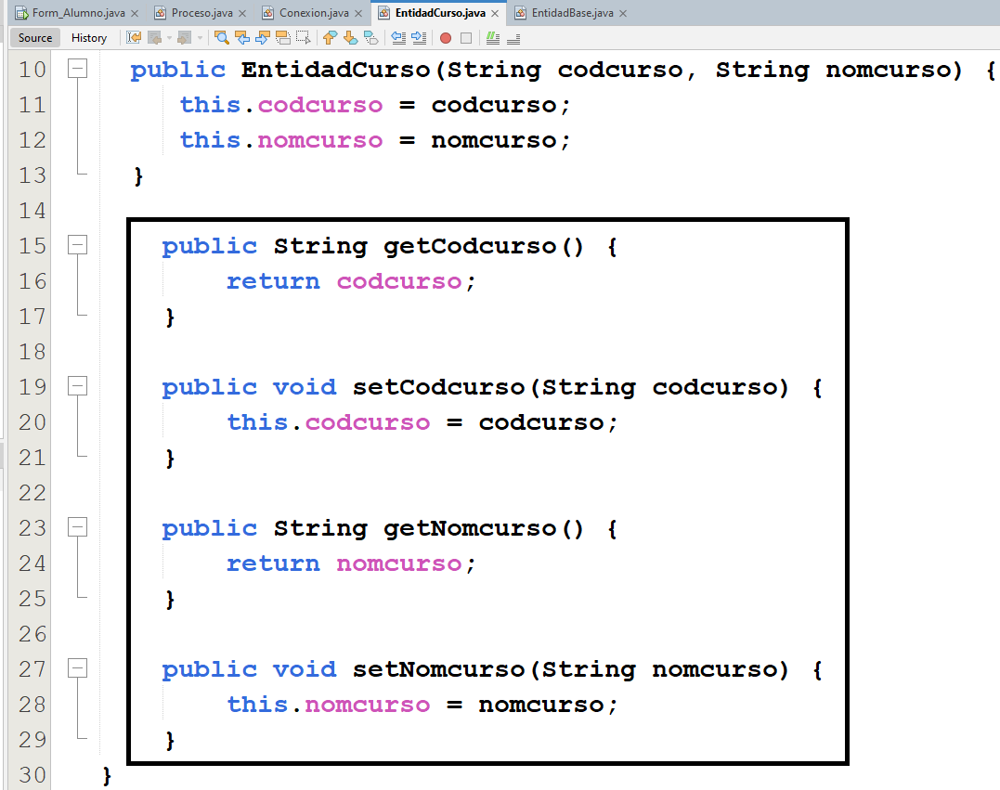 Form_Alumno.java × Proceso.java × Conexion.java × EntidadCurso.java × EntidadBase.java ×
Source History
10 public EntidadCurso(String codcurso, String nomcurso) {
11 this.codcurso = codcurso;
12 this.nomcurso = nomcurso;
13 }
14
15 public String getCodcurso() {
16 return codcurso;
17 }
18
19 public void setCodcurso(String codcurso) {
20 this.codcurso = codcurso;
21 }
22
23 public String getNomcurso() {
24 return nomcurso;
25 }
26
27 public void setNomcurso(String nomcurso) {
28 this.nomcurso = nomcurso;
29 }
30 }